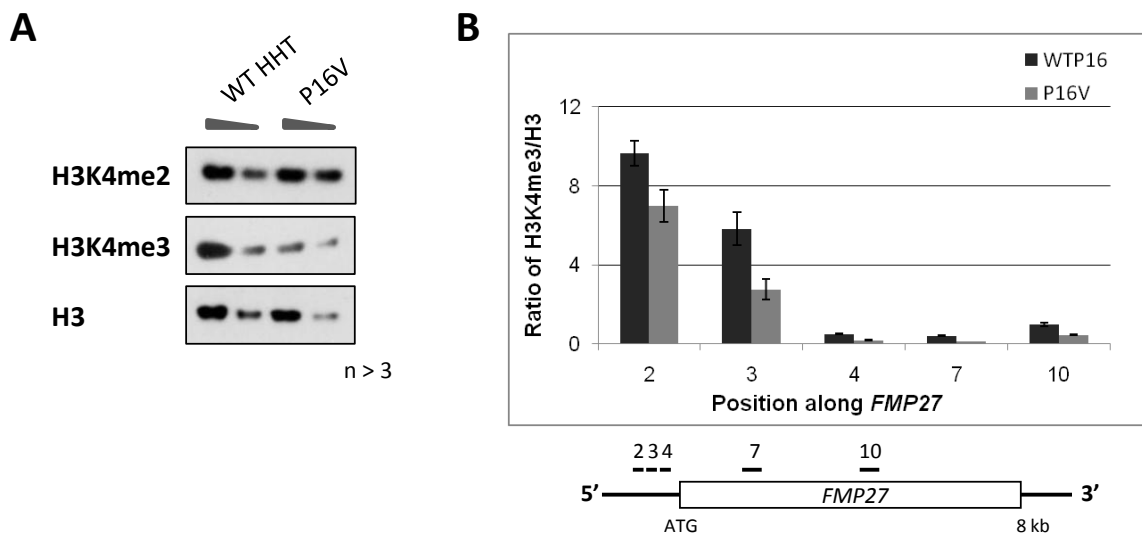 A
WT HHT
P16V
H3K4me2
H3K4me3
H3
n > 3
B
WTP16
P16V
Ratio of H3K4me3/H3
12
8
4
0
2 3 4 7 10
Position along FMP27
2 3 4 7 10
5’ FMP27 3’
ATG 8 kb